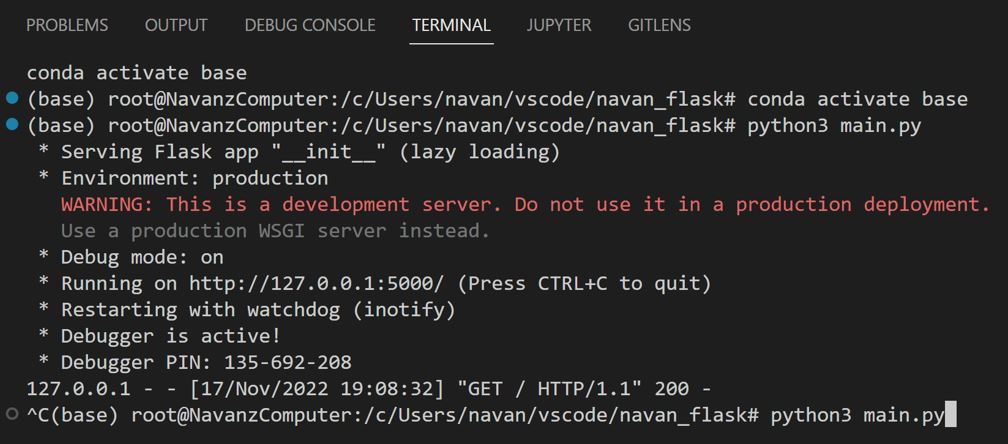 PROBLEMS OUTPUT DEBUG CONSOLE TERMINAL JUPYTER GITLENS
conda activate base
(base) root@NavanzComputer:/c/Users/navan/vscode/navan_flask# conda activate base
(base) root@NavanzComputer:/c/Users/navan/vscode/navan_flask# python3 main.py
 * Serving Flask app "__init__" (lazy loading)
 * Environment: production
   WARNING: This is a development server. Do not use it in a production deployment.
   Use a production WSGI server instead.
 * Debug mode: on
 * Running on http://127.0.0.1:5000/ (Press CTRL+C to quit)
 * Restarting with watchdog (inotify)
 * Debugger is active!
 * Debugger PIN: 135-692-208
127.0.0.1 - - [17/Nov/2022 19:08:32] "GET / HTTP/1.1" 200 -
^C(base) root@NavanzComputer:/c/Users/navan/vscode/navan_flask# python3 main.py